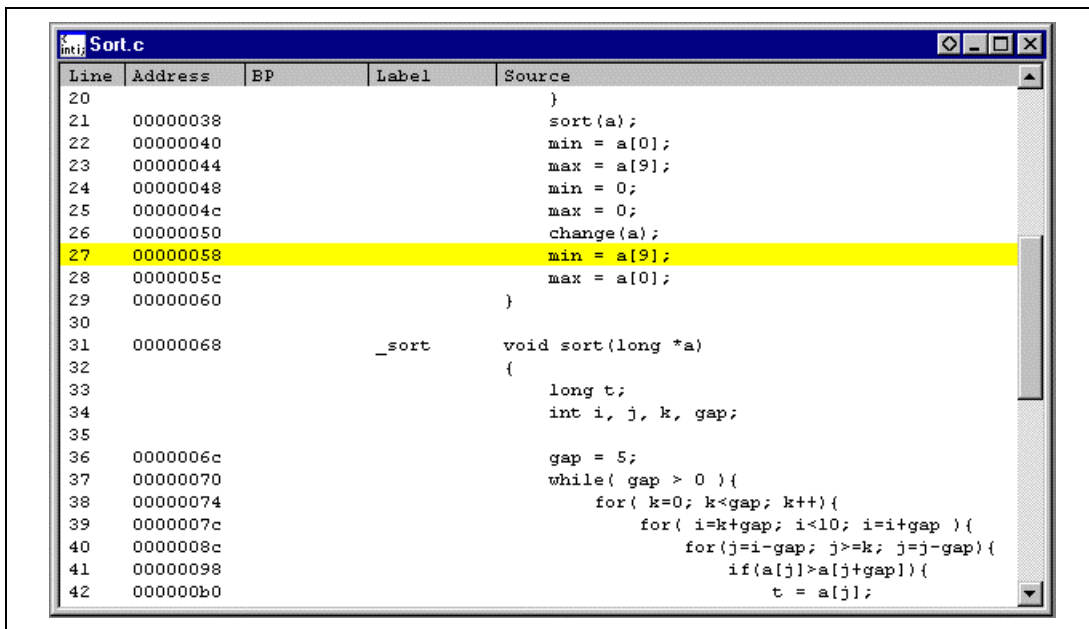 Sort.c
Line Address BP Label Source
20 }
21 00000038 sort(a);
22 00000040 min = a[0];
23 00000044 max = a[9];
24 00000048 min = 0;
25 0000004c max = 0;
26 00000050 change(a);
27 00000058 min = a[9];
28 0000005c max = a[0];
29 00000060 }
30
31 00000068 _sort void sort(long *a)
32 {
33 long t;
34 int i, j, k, gap;
35
36 0000006c gap = 5;
37 00000070 while( gap > 0 ){
38 00000074 for( k=0; k<gap; k++){
39 0000007c for( i=k+gap; i<10; i=i+gap ){
40 0000008c for(j=i-gap; j>=k; j=j-gap){
41 00000098 if(a[j]>a[j+gap]){
42 000000b0 t = a[j];